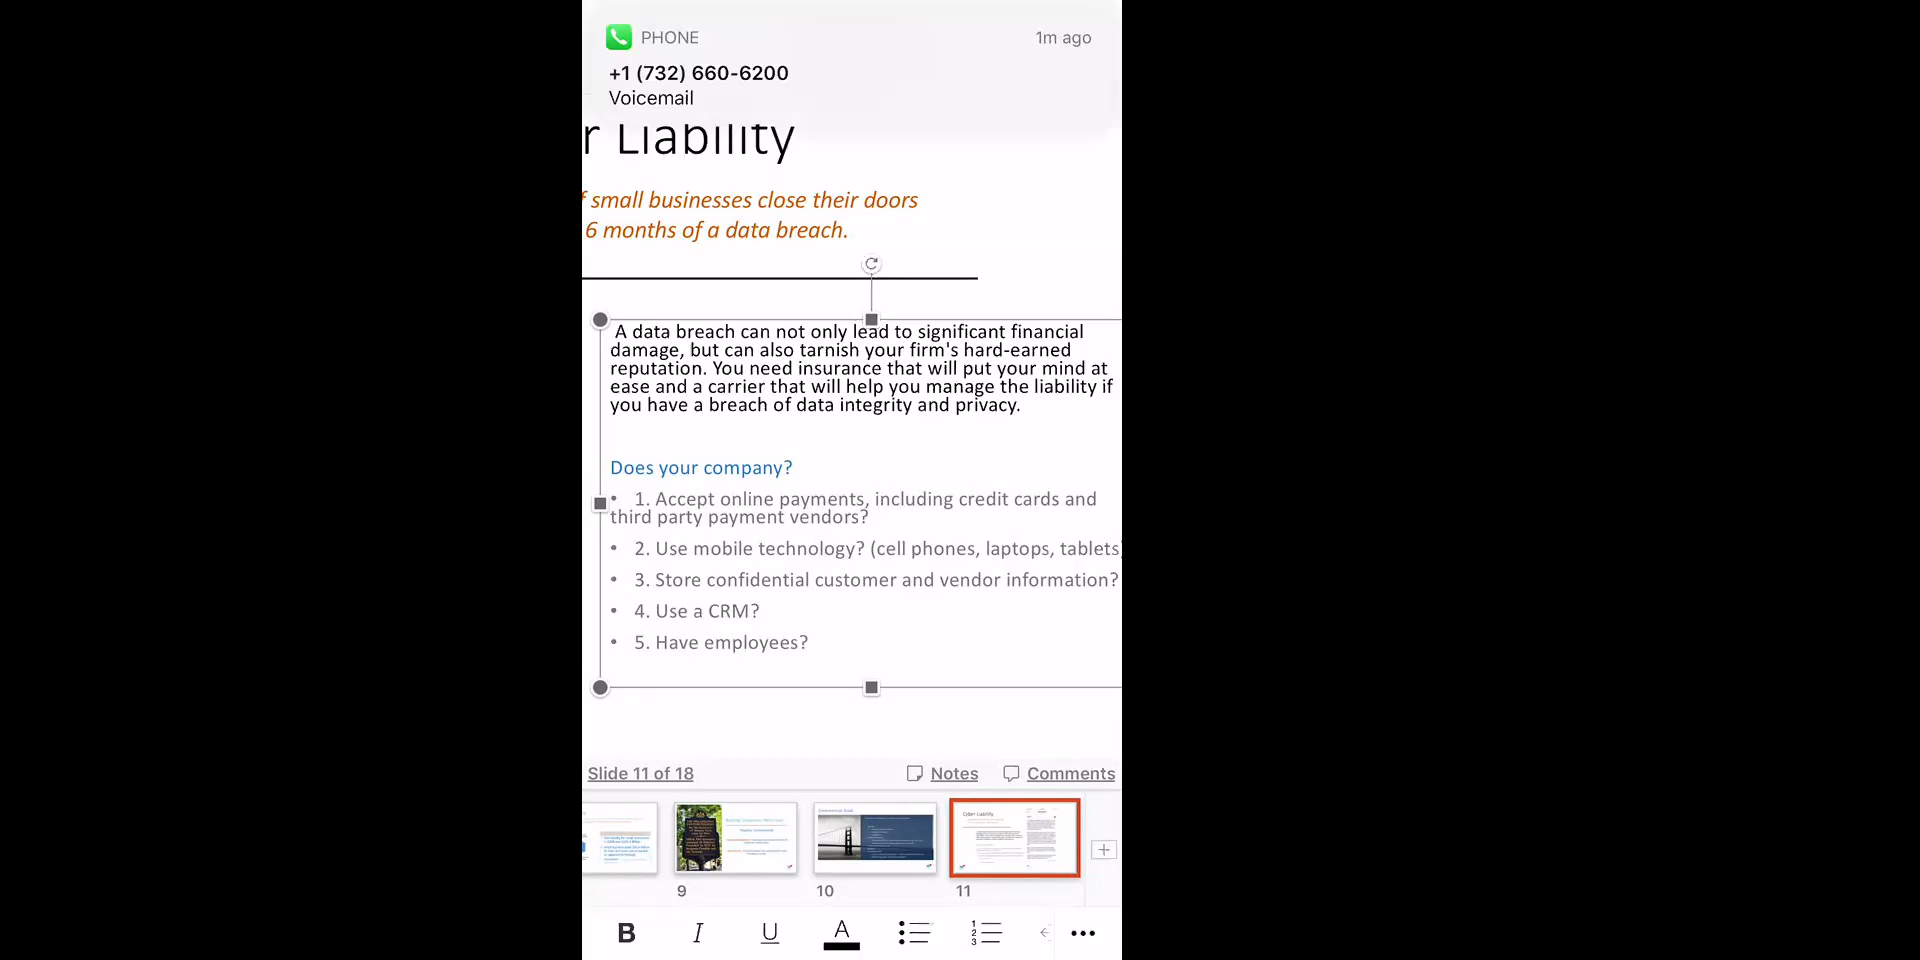 PHONE 1m ago
+1 (732) 660-6200
Voicemail
r Liability
f small businesses close their doors
6 months of a data breach.
A data breach can not only lead to significant financial
damage, but can also tarnish your firm's hard-earned
reputation. You need insurance that will put your mind at
ease and a carrier that will help you manage the liability if
you have a breach of data integrity and privacy.
Does your company?
• 1. Accept online payments, including credit cards and
third party payment vendors?
• 2. Use mobile technology? (cell phones, laptops, tablets)
• 3. Store confidential customer and vendor information?
• 4. Use a CRM?
• 5. Have employees?
Slide 11 of 18 Notes Comments
Cyber Liability
9 10 11
B I U A 1 2 3